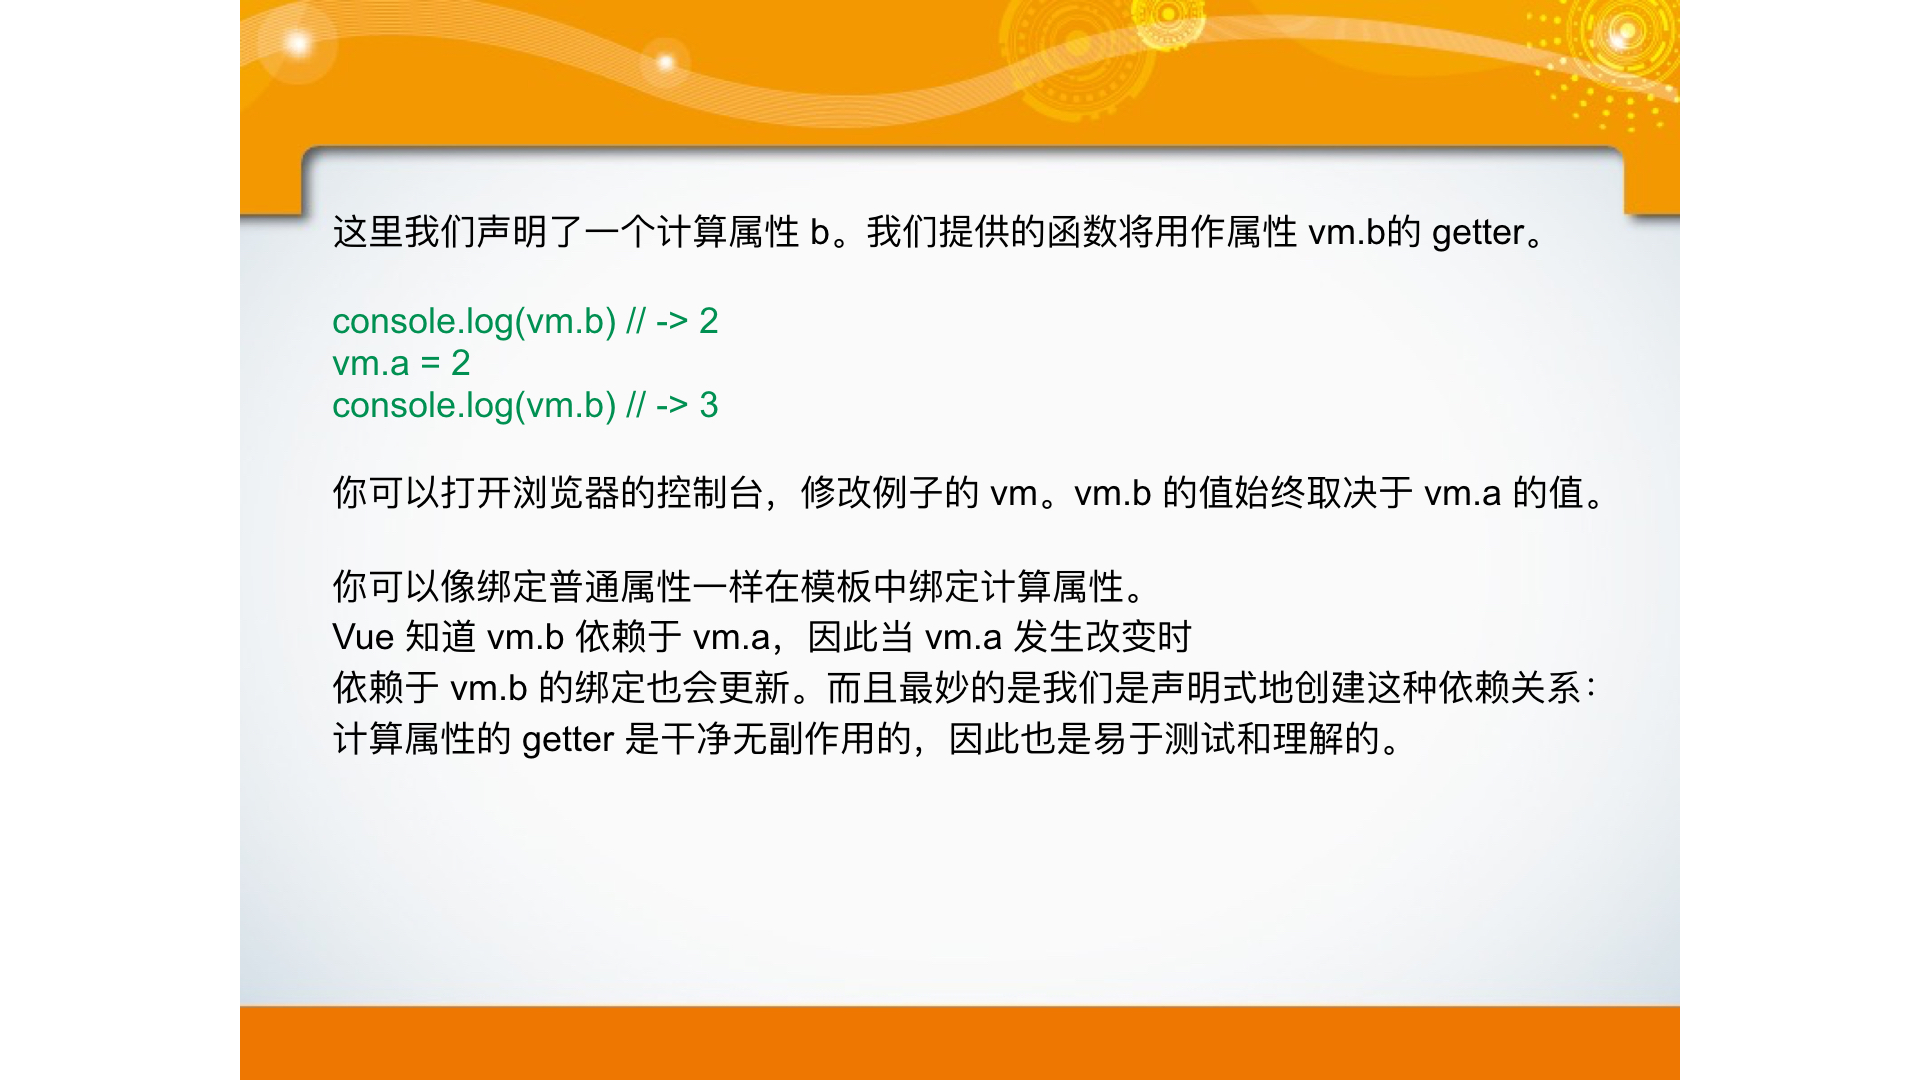 这里我们声明了一个计算属性 b。我们提供的函数将用作属性 vm.b的 getter。
console.log(vm.b) // -> 2
vm.a = 2
console.log(vm.b) // -> 3
你可以打开浏览器的控制台，修改例子的 vm。vm.b 的值始终取决于 vm.a 的值。
你可以像绑定普通属性一样在模板中绑定计算属性。
Vue 知道 vm.b 依赖于 vm.a，因此当 vm.a 发生改变时
依赖于 vm.b 的绑定也会更新。而且最妙的是我们是声明式地创建这种依赖关系：
计算属性的 getter 是干净无副作用的，因此也是易于测试和理解的。